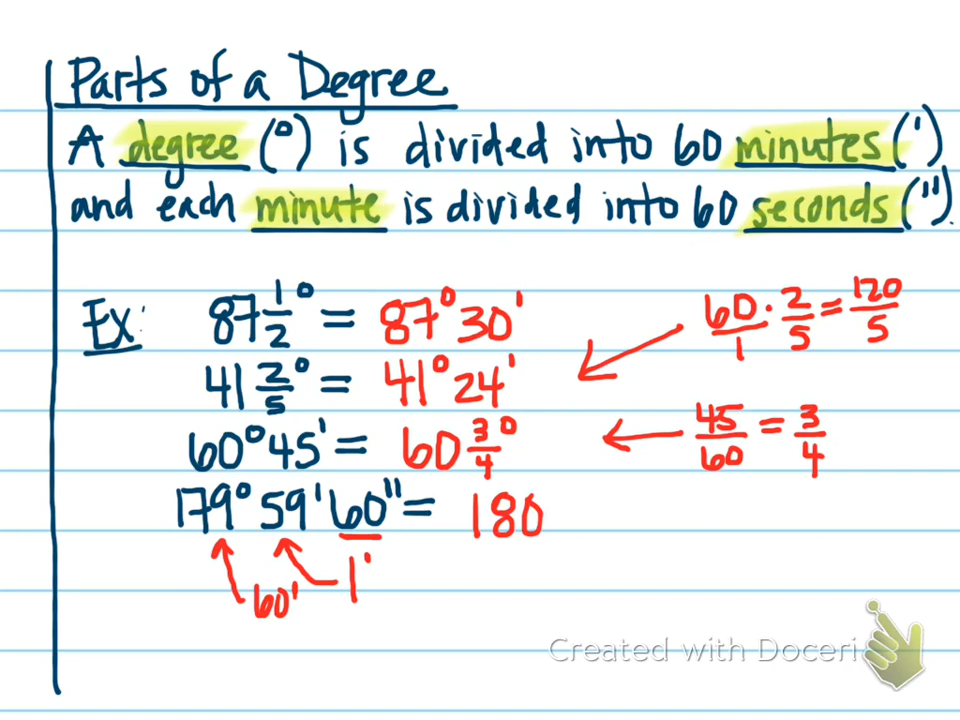 Parts of a Degree
A degree (°) is divided into 60 minutes (')
and each minute is divided into 60 seconds ('').
Ex: 87 1/2° = 87°30'
60/1 · 2/5 = 120/5
41 2/5° = 41°24'
60°45' = 60 3/4°
45/60 = 3/4
179°59'60'' = 180
60' 1'
Created with Doceri